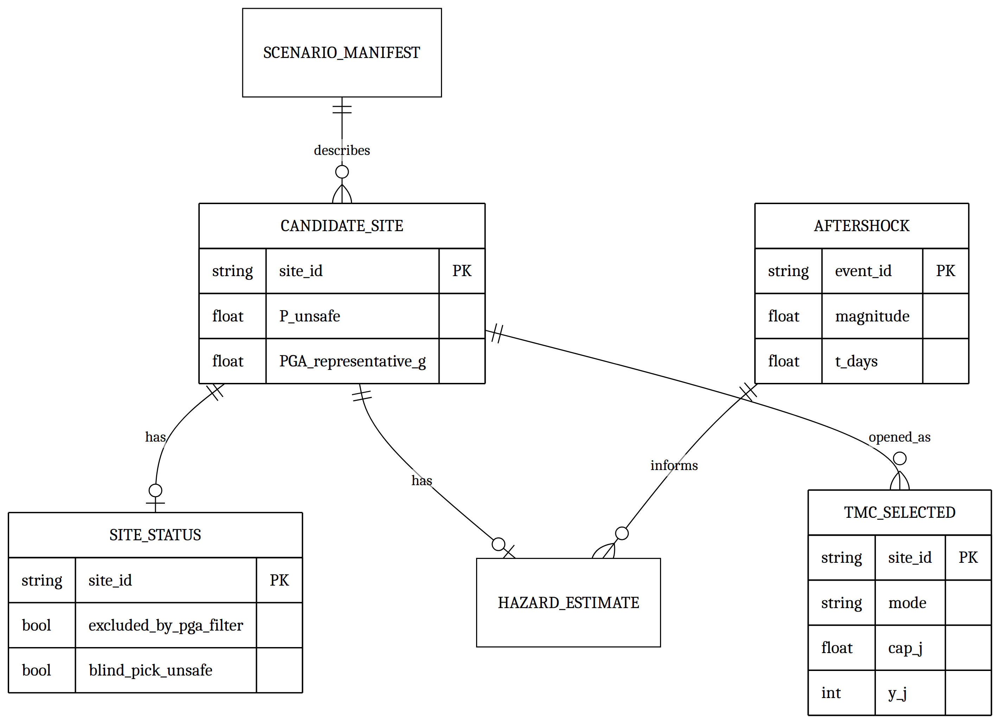 SCENARIO_MANIFEST
describes
CANDIDATE_SITE
string site_id PK
float P_unsafe
float PGA_representative_g
AFTERSHOCK
string event_id PK
float magnitude
float t_days
has
has
informs
opened_as
SITE_STATUS
string site_id PK
bool excluded_by_pga_filter
bool blind_pick_unsafe
HAZARD_ESTIMATE
TMC_SELECTED
string site_id PK
string mode
float cap_j
int y_j